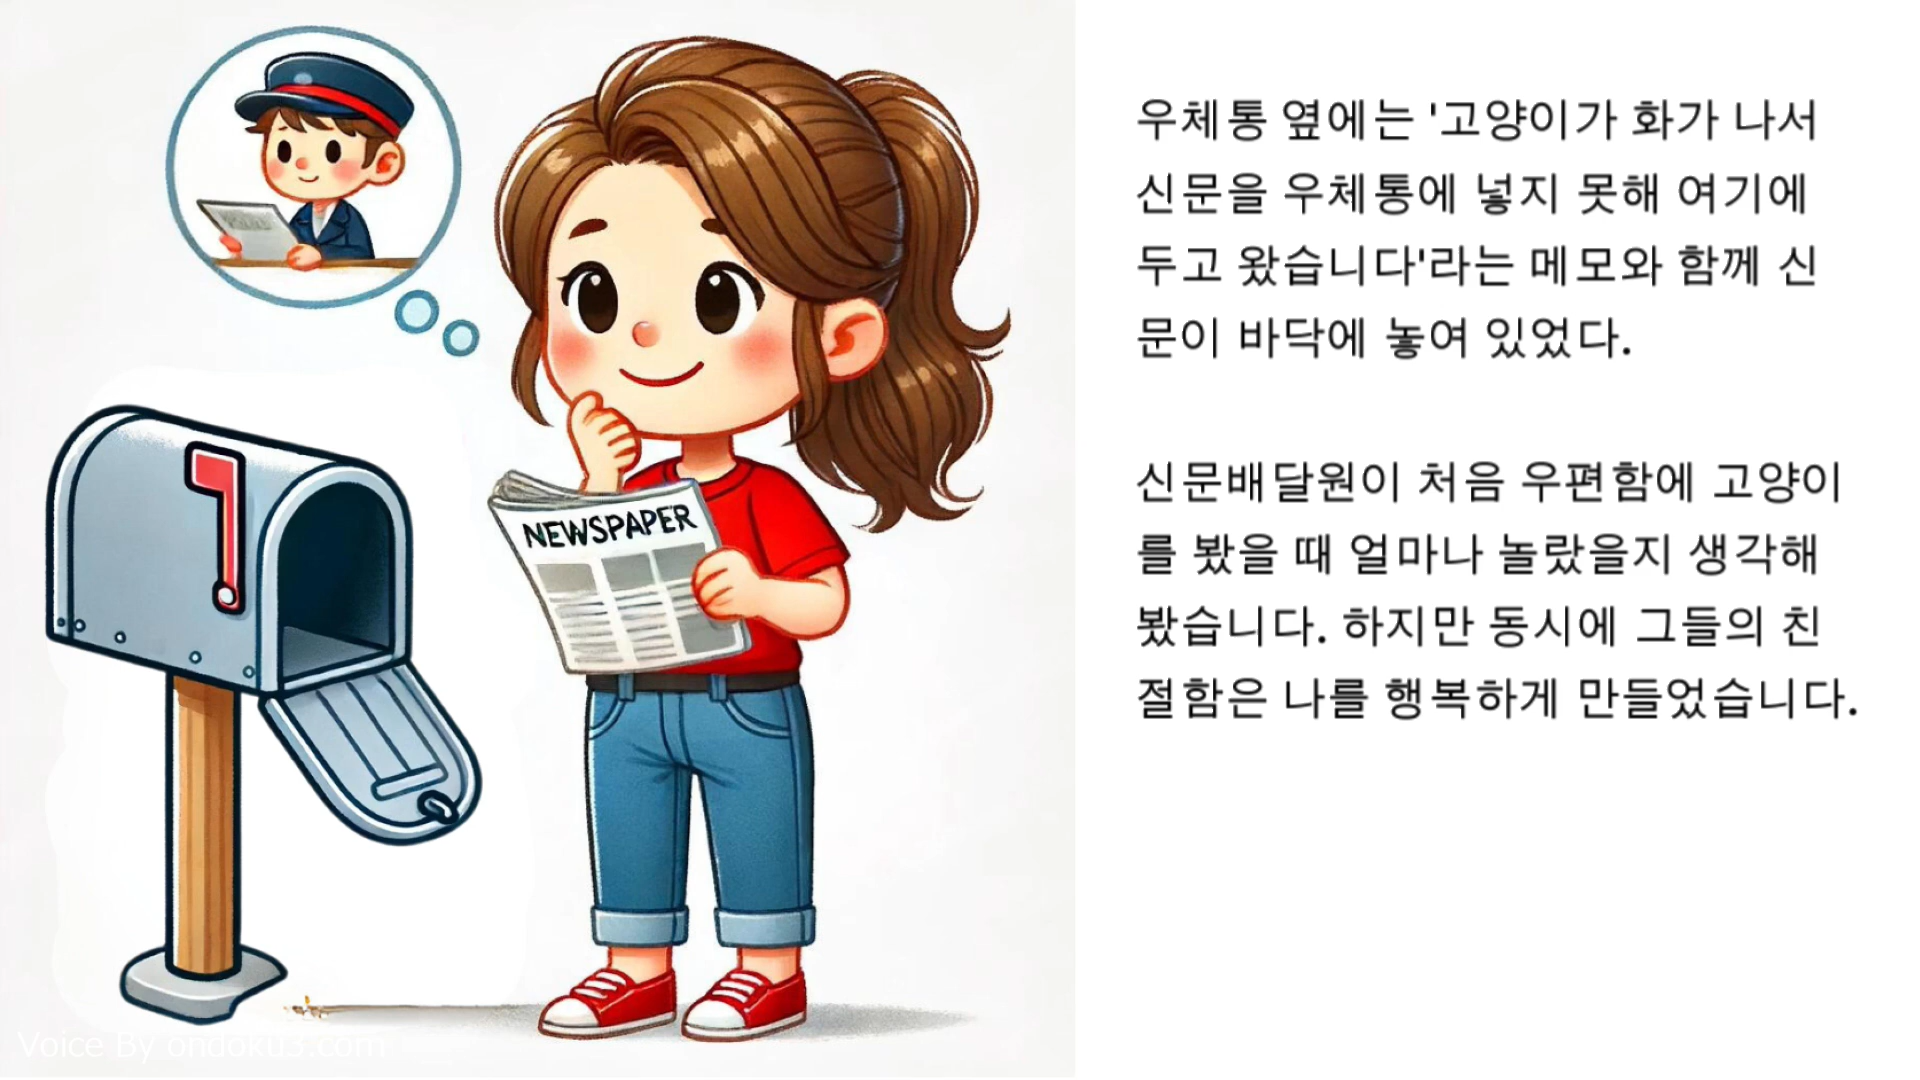 NEWSPAPER
우체통 옆에는 '고양이가 화가 나서
신문을 우체통에 넣지 못해 여기에
두고 왔습니다'라는 메모와 함께 신
문이 바닥에 놓여 있었다.
신문배달원이 처음 우편함에 고양이
를 봤을 때 얼마나 놀랐을지 생각해
봤습니다. 하지만 동시에 그들의 친
절함은 나를 행복하게 만들었습니다.
Voice By ondoku3.com